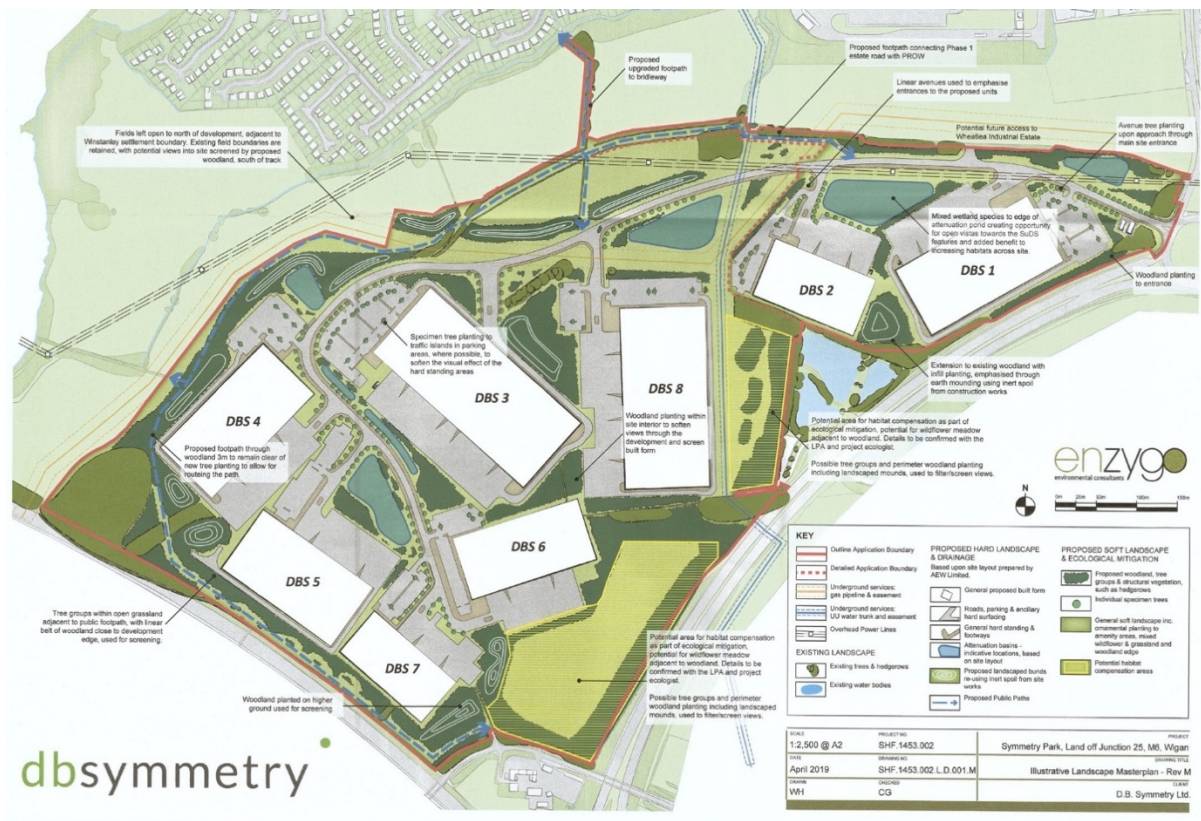 Proposed
upgraded footpath
to bridleway
Proposed footpath connecting Phase 1
estate road with PROW
Linear avenues used to emphasise
entrances to the proposed units
Fields left open to north of development, adjacent to
Winstanley settlement boundary. Existing field boundaries are
retained, with potential views into site screened by proposed
woodland, south of track
Potential future access to
Wheatlea Industrial Estate
Avenue tree planting
upon approach through
main site entrance
Mixed wetland species to edge of
attenuation pond creating opportunity
for open vistas towards the SuDS
features and added benefit to
increasing habitats across site.
DBS 1
DBS 2
Woodland planting
to entrance
Specimen tree planting to
traffic islands in parking
areas, where possible, to
soften the visual effect of the
hard standing areas
DBS 3
DBS 8
Woodland planting within
site interior to soften
views through the
development and screen
built form
Extension to existing woodland with
infill planting, emphasised through
earth mounding using inert spoil
from construction works
DBS 4
Proposed footpath through
woodland 3m to remain clear of
new tree planting to allow for
routeing the path.
Potential area for habitat compensation as part of
ecological mitigation, potential for wildflower meadow
adjacent to woodland. Details to be confirmed with the
LPA and project ecologist.
Possible tree groups and perimeter woodland planting
including landscaped mounds, used to filter/screen views.
enzygo
environmental consultants
N
0m 25m 50m 100m
DBS 6
DBS 5
DBS 7
Tree groups within open grassland
adjacent to public footpath, with linear
belt of woodland close to development
edge, used for screening.
Woodland planted on higher
ground used for screening
Potential area for habitat compensation
as part of ecological mitigation,
potential for wildflower meadow
adjacent to woodland. Details to be
confirmed with the LPA and project
ecologist.
Possible tree groups and perimeter
woodland planting including landscaped
mounds, used to filter/screen views.
dbsymmetry
KEY
Outline Application Boundary
Detailed Application Boundary
Underground services:
gas pipeline & easement
Underground services:
UU water trunk and easement
Overhead Power Lines
EXISTING LANDSCAPE
Existing trees & hedgerows
Existing water bodies
PROPOSED HARD LANDSCAPE
& DRAINAGE
Based upon site layout prepared by
AEW Limited.
General proposed built form
Roads, parking & ancillary
hard surfacing
General hard standing &
footways
Attenuation basins -
indicative locations, based
on site layout
Proposed landscaped bunds
re-using inert spoil from site
works
Proposed Public Paths
PROPOSED SOFT LANDSCAPE
& ECOLOGICAL MITIGATION
Proposed woodland, tree
groups & structural vegetation,
such as hedgerows
Individual specimen trees
General soft landscape inc.
ornamental planting to
amenity areas, mixed
wildflower & grassland and
woodland edge
Potential habitat
compensation areas
SCALE
1:2,500 @ A2
PROJECT NO.
SHF.1453.002
PROJECT
Symmetry Park, Land off Junction 25, M6, Wigan
DATE
April 2019
DRAWING NO.
SHF.1453.002.L.D.001.M
DRAWING TITLE
Illustrative Landscape Masterplan - Rev M
DRAWN
WH
CHECKED
CG
CLIENT
D.B. Symmetry Ltd.